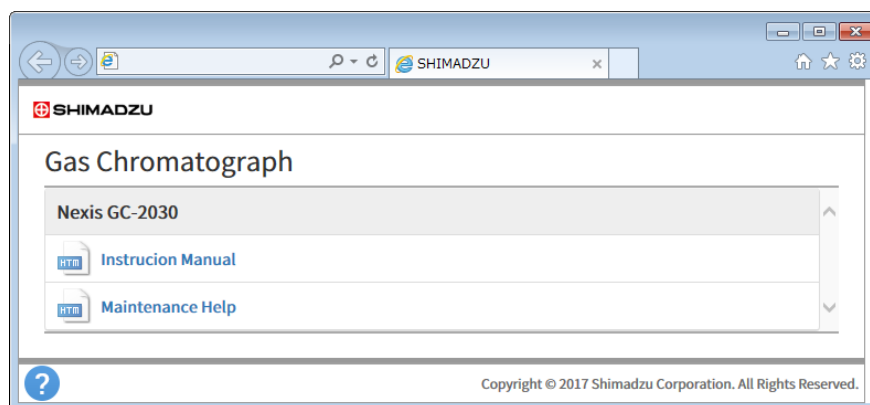 SHIMADZU
SHIMADZU
Gas Chromatograph
Nexis GC-2030
HTM Instrucion Manual
HTM Maintenance Help
? Copyright © 2017 Shimadzu Corporation. All Rights Reserved.